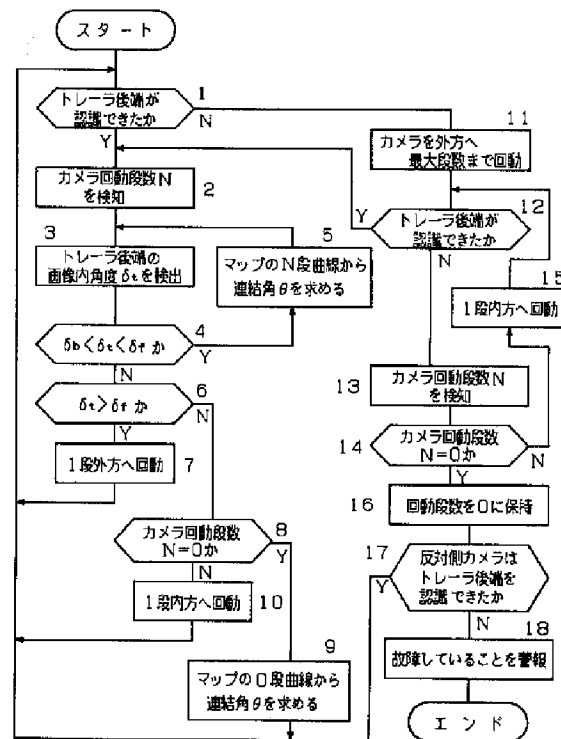 スタート
トレーラ後端が
認識できたか
1
N
Y
カメラ回動段数N
を検知
2
3
トレーラ後端の
画像内角度δtを検出
5
マップのN段曲線から
連結角θを求める
δb<δt<δfか
4
Y
N
δt>δfか
6
N
Y
1段外方へ回動
7
カメラ回動段数
N=0か
8
Y
N
1段内方へ回動
10
9
マップの0段曲線から
連結角θを求める
11
カメラを外方へ
最大段数まで回動
12
Y
トレーラ後端が
認識できたか
N
15
1段内方へ回動
13
カメラ回動段数N
を検知
14
カメラ回動段数
N=0か
N
Y
16
回動段数を0に保持
17
反対側カメラは
トレーラ後端を
認識できたか
Y
N
18
故障していることを警報
エンド